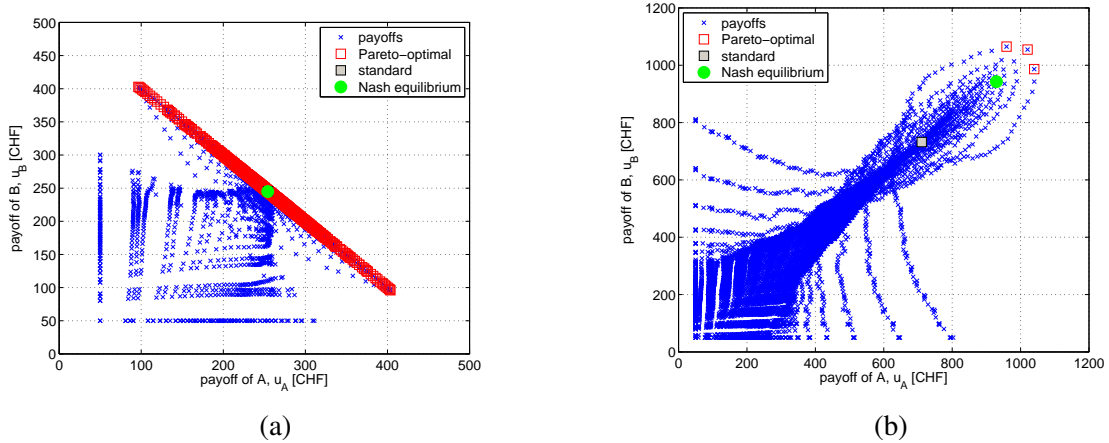 500
450
400
350
300
250
200
150
100
50
0
0
100
200
300
400
500
payoff of A, u_A [CHF]
payoff of B, u_B [CHF]
payoffs
Pareto−optimal
standard
Nash equilibrium
(a)
1200
1000
800
600
400
200
0
0
200
400
600
800
1000
1200
payoff of A, u_A [CHF]
payoff of B, u_B [CHF]
payoffs
Pareto−optimal
standard
Nash equilibrium
(b)